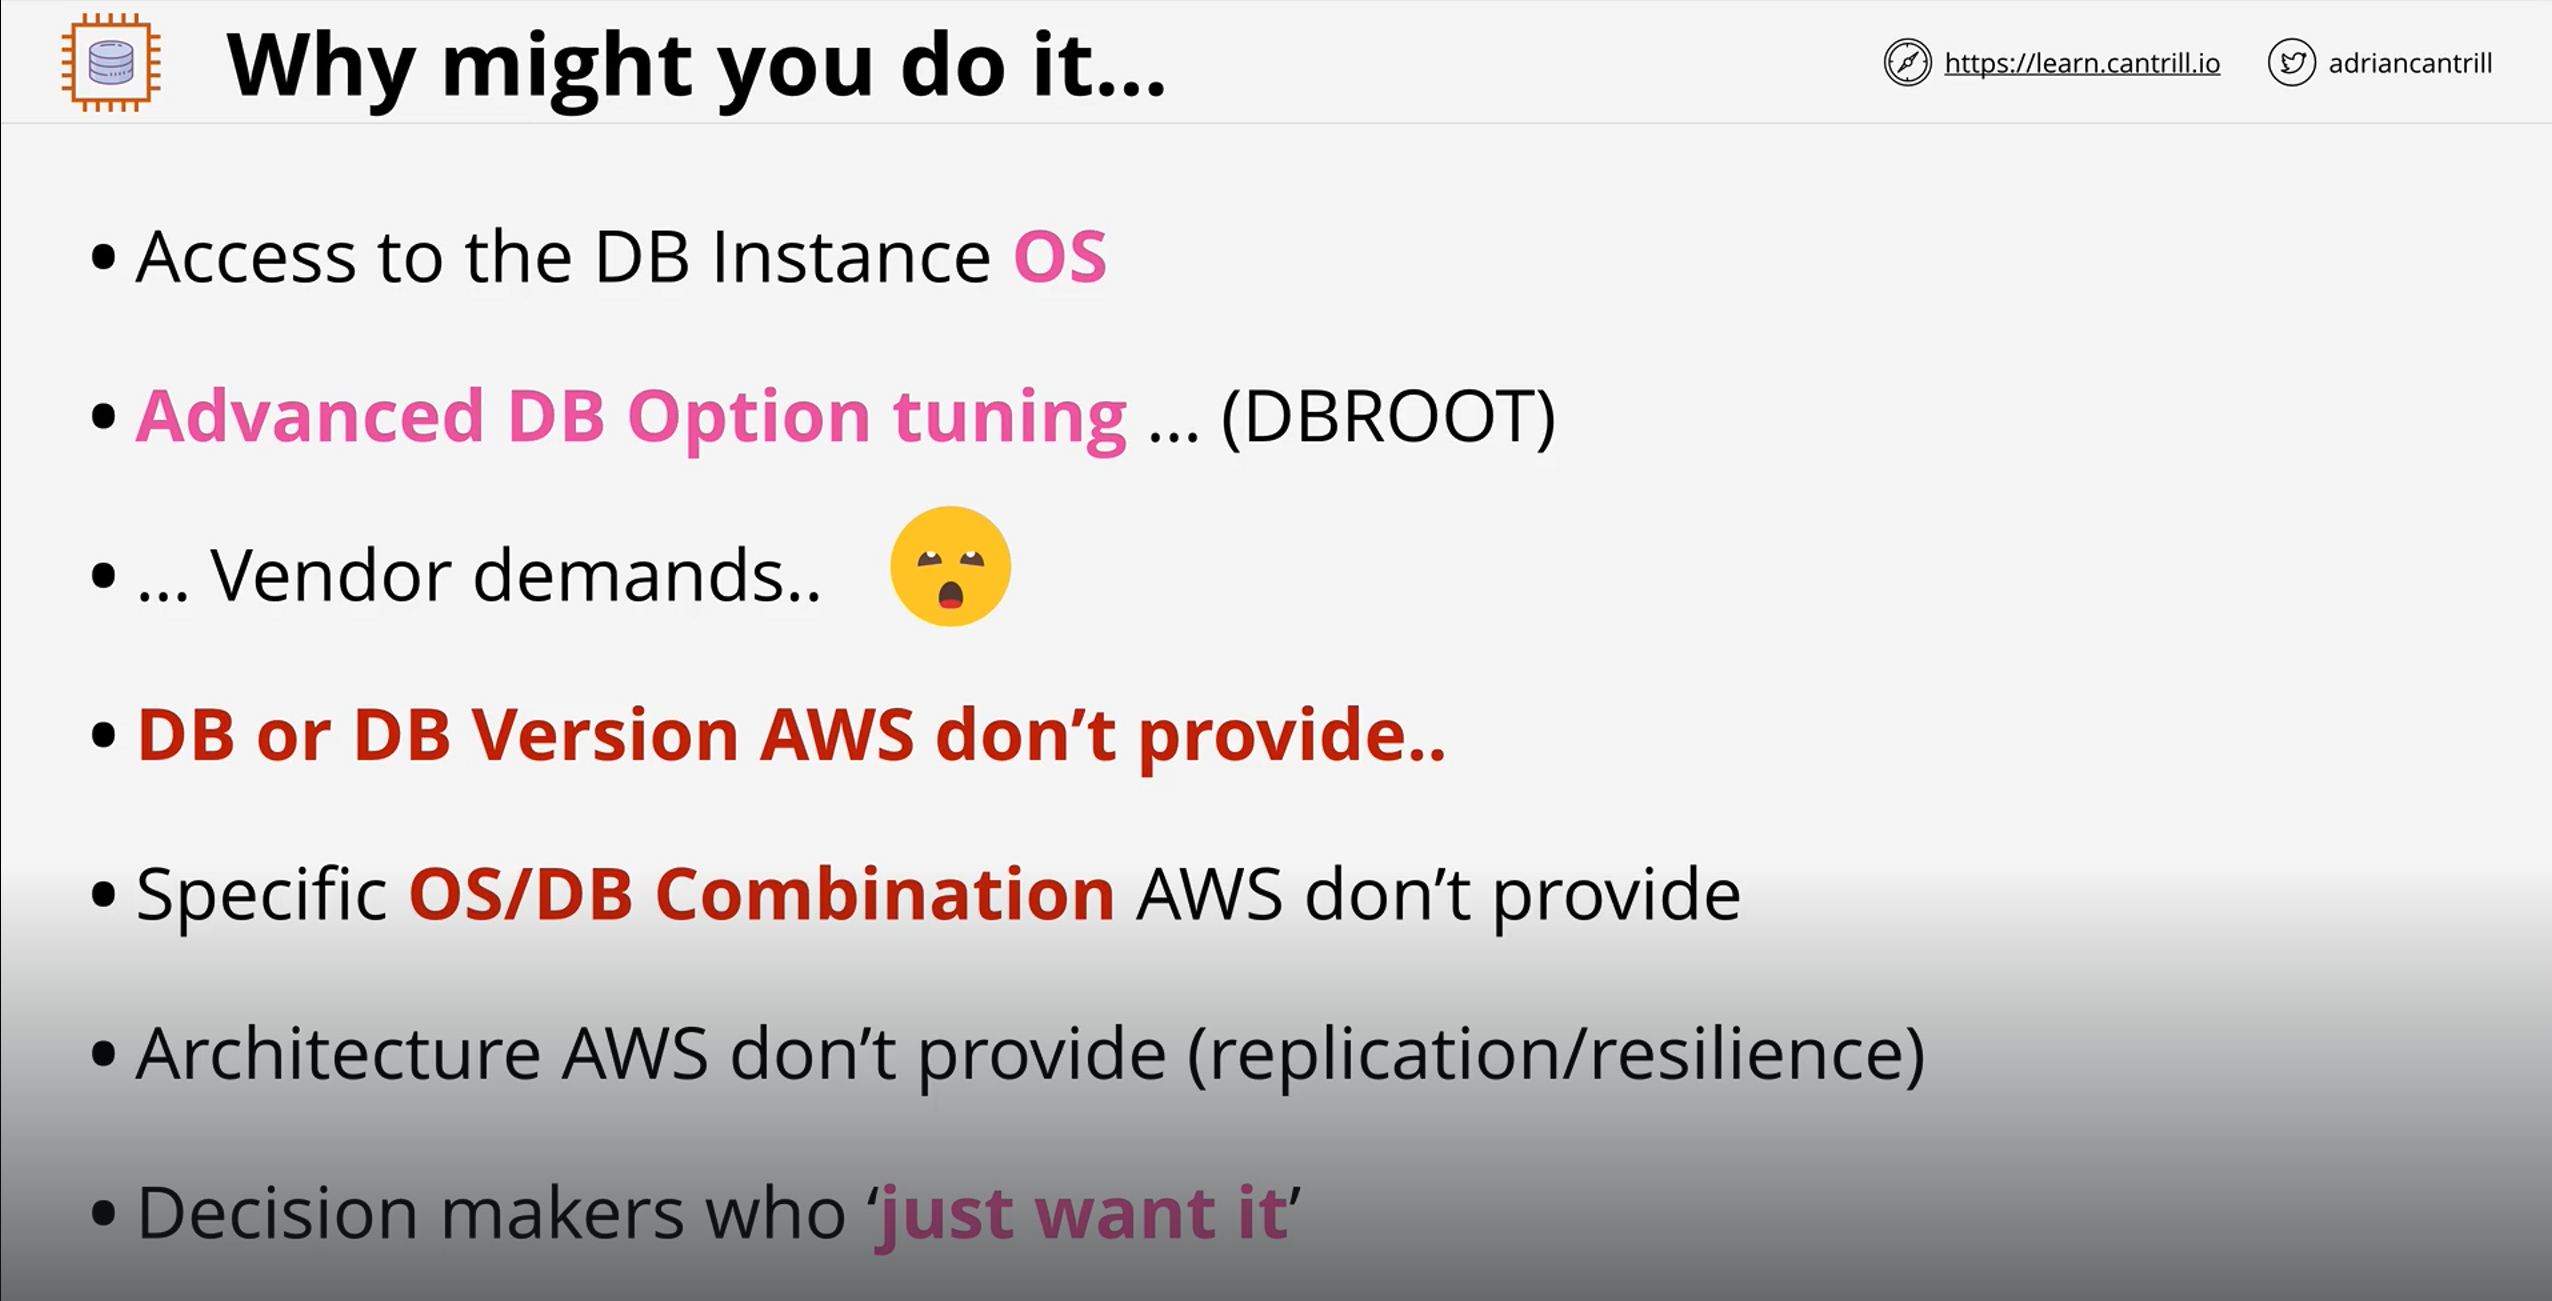 Why might you do it...
https://learn.cantrill.io
adriancantrill
• Access to the DB Instance OS
• Advanced DB Option tuning ... (DBROOT)
• ... Vendor demands..
• DB or DB Version AWS don’t provide..
• Specific OS/DB Combination AWS don’t provide
• Architecture AWS don’t provide (replication/resilience)
• Decision makers who ‘just want it’